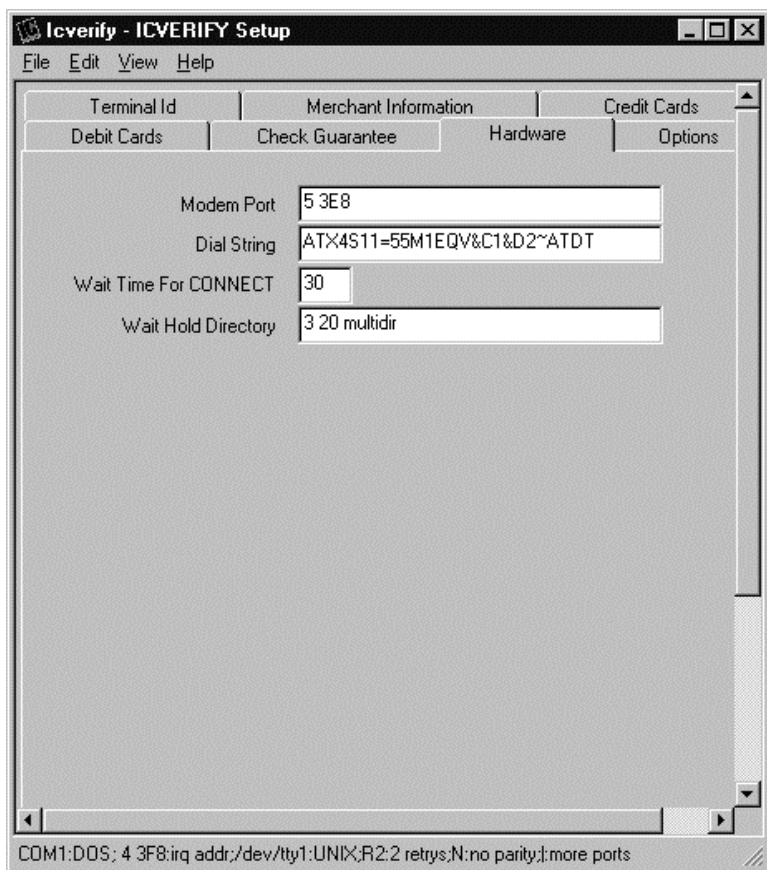 Icverify - ICVERIFY Setup
File Edit View Help
Terminal Id Merchant Information Credit Cards
Debit Cards Check Guarantee Hardware Options
Modem Port 5 3E8
Dial String ATX4S11=55M1EQV&C1&D2~ATDT
Wait Time For CONNECT 30
Wait Hold Directory 3 20 multidir
COM1:DOS; 4 3F8:irq addr;/dev/tty1:UNIX;R2:2 retrys;N:no parity;|:more ports